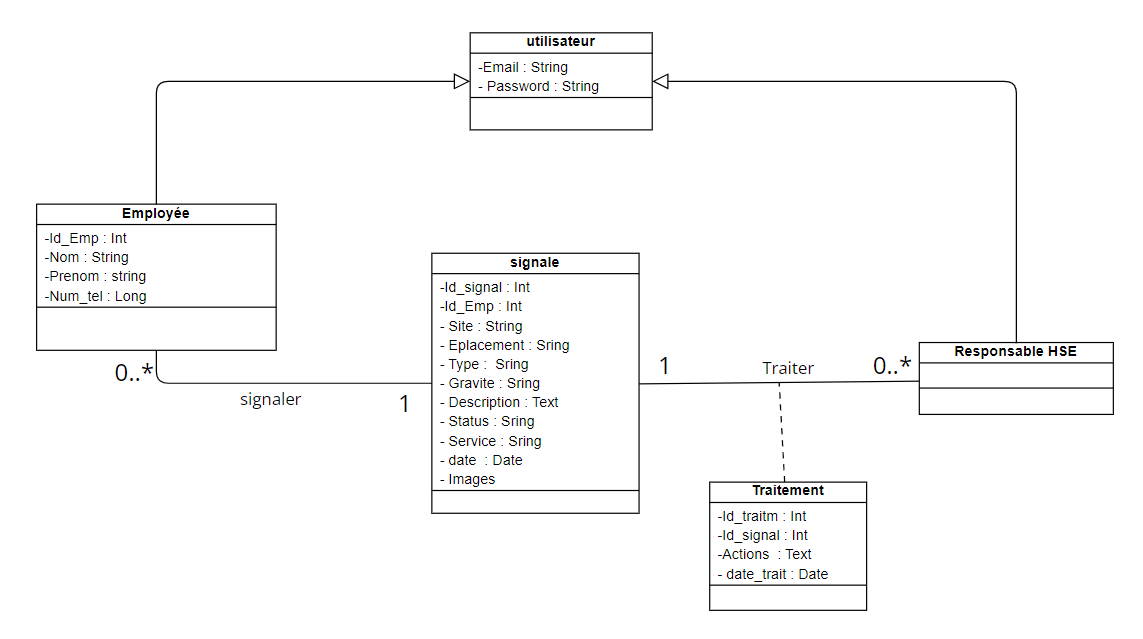 utilisateur
-Email : String
- Password : String
Employée
-Id_Emp : Int
-Nom : String
-Prenom : string
-Num_tel : Long
signale
-Id_signal : Int
-Id_Emp : Int
- Site : String
- Eplacement : Sring
- Type :  Sring
- Gravite : Sring
- Description : Text
- Status : Sring
- Service : Sring
- date  : Date
- Images
0..*
signaler
1
1
Traiter
0..*
Responsable HSE
Traitement
-Id_traitm : Int
-Id_signal : Int
-Actions  : Text
- date_trait : Date